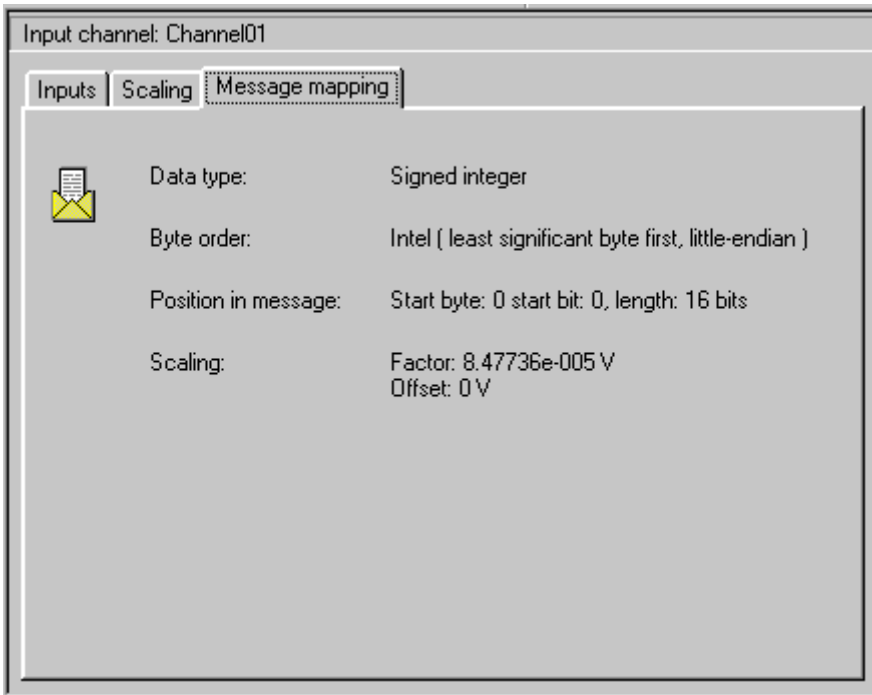 Input channel: Channel01
Inputs Scaling Message mapping
Data type: Signed integer
Byte order: Intel ( least significant byte first, little-endian )
Position in message: Start byte: 0 start bit: 0, length: 16 bits
Scaling: Factor: 8.47736e-005 V
Offset: 0 V